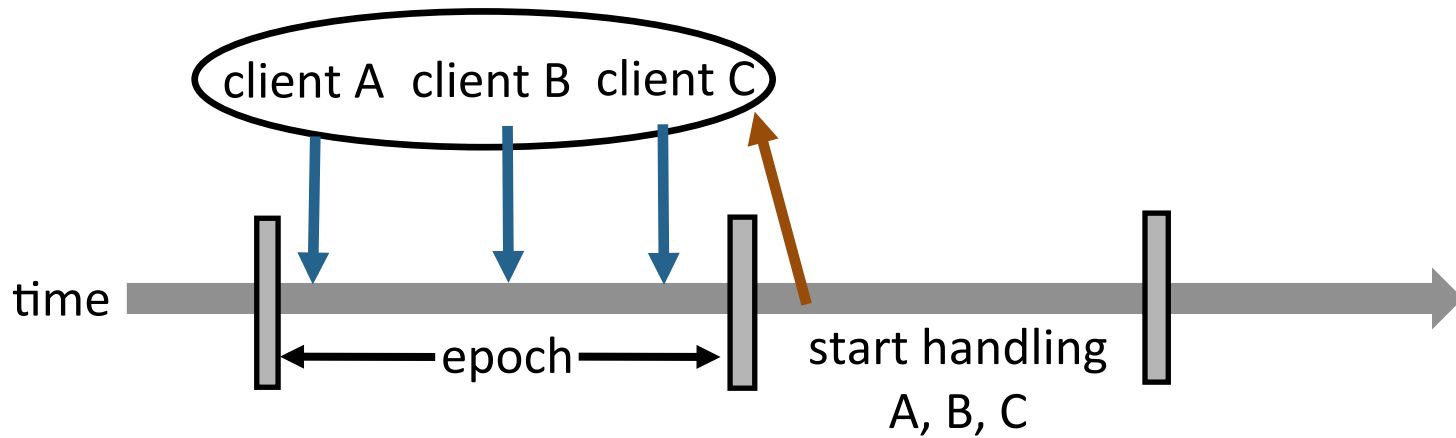 client A client B client C
time
epoch
start handling
A, B, C